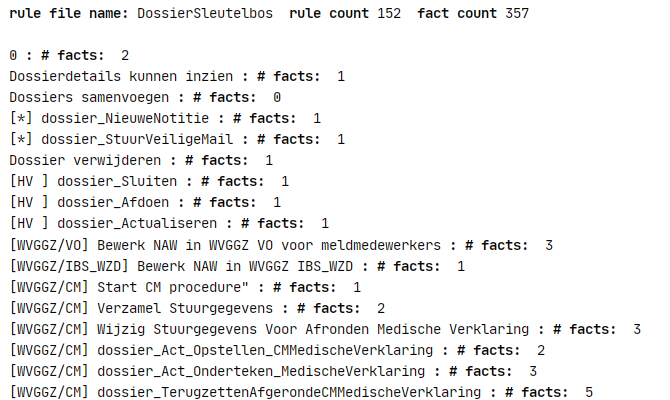 rule file name: DossierSleutelbos  rule count 152  fact count 357
0 : # facts:  2
Dossierdetails kunnen inzien : # facts:  1
Dossiers samenvoegen : # facts:  0
[*] dossier_NieuweNotitie : # facts:  1
[*] dossier_StuurVeiligeMail : # facts:  1
Dossier verwijderen : # facts:  1
[HV ] dossier_Sluiten : # facts:  1
[HV ] dossier_Afdoen : # facts:  1
[HV ] dossier_Actualiseren : # facts:  1
[WVGGZ/VO] Bewerk NAW in WVGGZ VO voor meldmedewerkers : # facts:  3
[WVGGZ/IBS_WZD] Bewerk NAW in WVGGZ IBS_WZD : # facts:  1
[WVGGZ/CM] Start CM procedure" : # facts:  1
[WVGGZ/CM] Verzamel Stuurgegevens : # facts:  2
[WVGGZ/CM] Wijzig Stuurgegevens Voor Afronden Medische Verklaring : # facts:  3
[WVGGZ/CM] dossier_Act_Opstellen_CMMedischeVerklaring : # facts:  2
[WVGGZ/CM] dossier_Act_Onderteken_MedischeVerklaring : # facts:  3
[WVGGZ/CM] dossier_TerugzettenAfgerondeCMMedischeVerklaring : # facts:  5